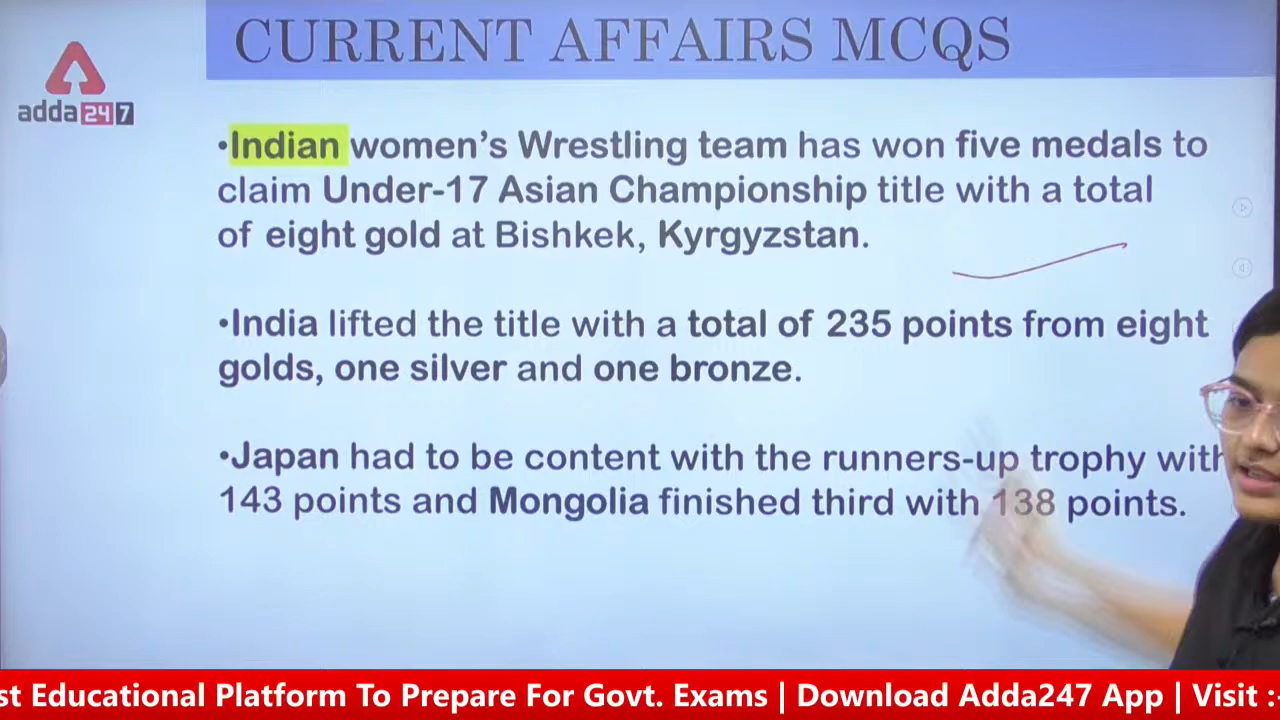 CURRENT AFFAIRS MCQS
adda247
•Indian women's Wrestling team has won five medals to
claim Under-17 Asian Championship title with a total
of eight gold at Bishkek, Kyrgyzstan.
•India lifted the title with a total of 235 points from eight
golds, one silver and one bronze.
•Japan had to be content with the runners-up trophy with
143 points and Mongolia finished third with 138 points.
st Educational Platform To Prepare For Govt. Exams | Download Adda247 App | Visit :-